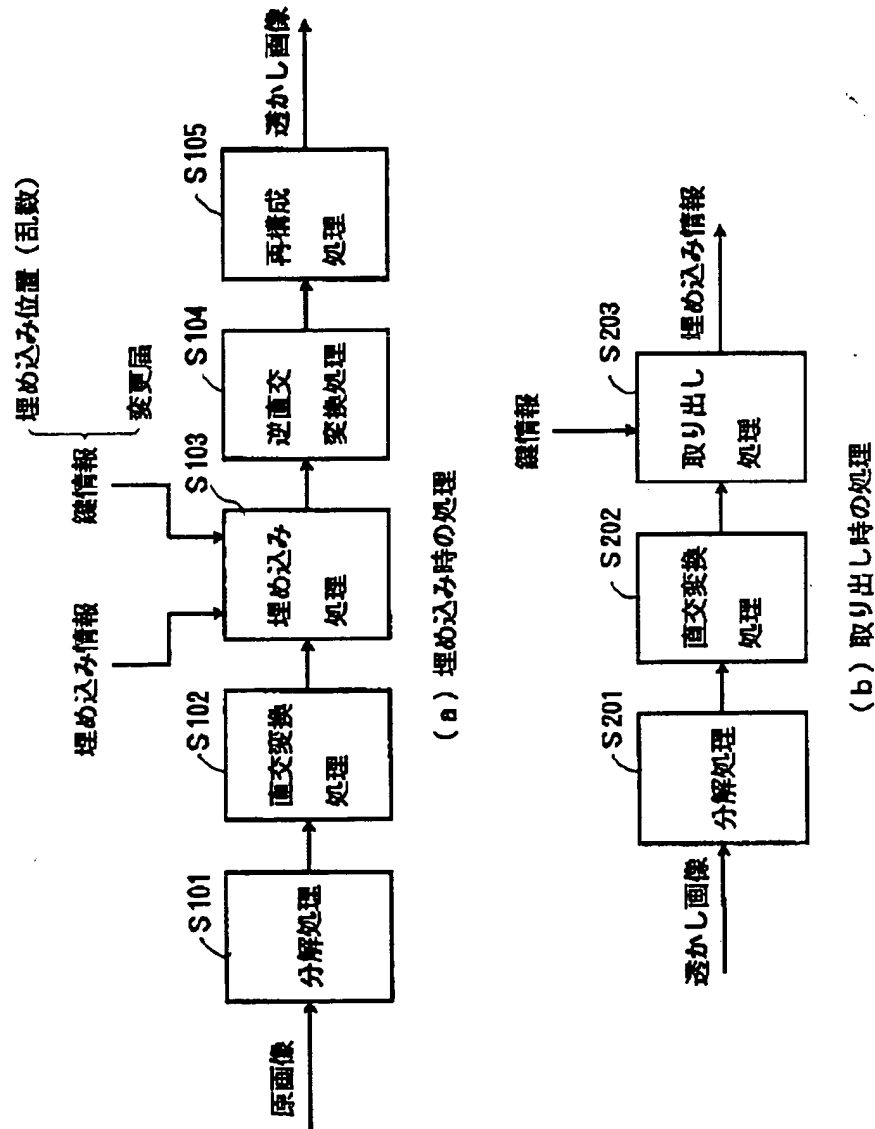 埋め込み位置（乱数）
変更届
埋め込み情報
鍵情報
原画像
S101
分解処理
S102
直交変換
処理
S103
埋め込み
処理
S104
逆直交
変換処理
S105
再構成
処理
透かし画像
(a) 埋め込み時の処理
鍵情報
透かし画像
S201
分解処理
S202
直交変換
処理
S203
取り出し
処理
埋め込み情報
(b) 取り出し時の処理